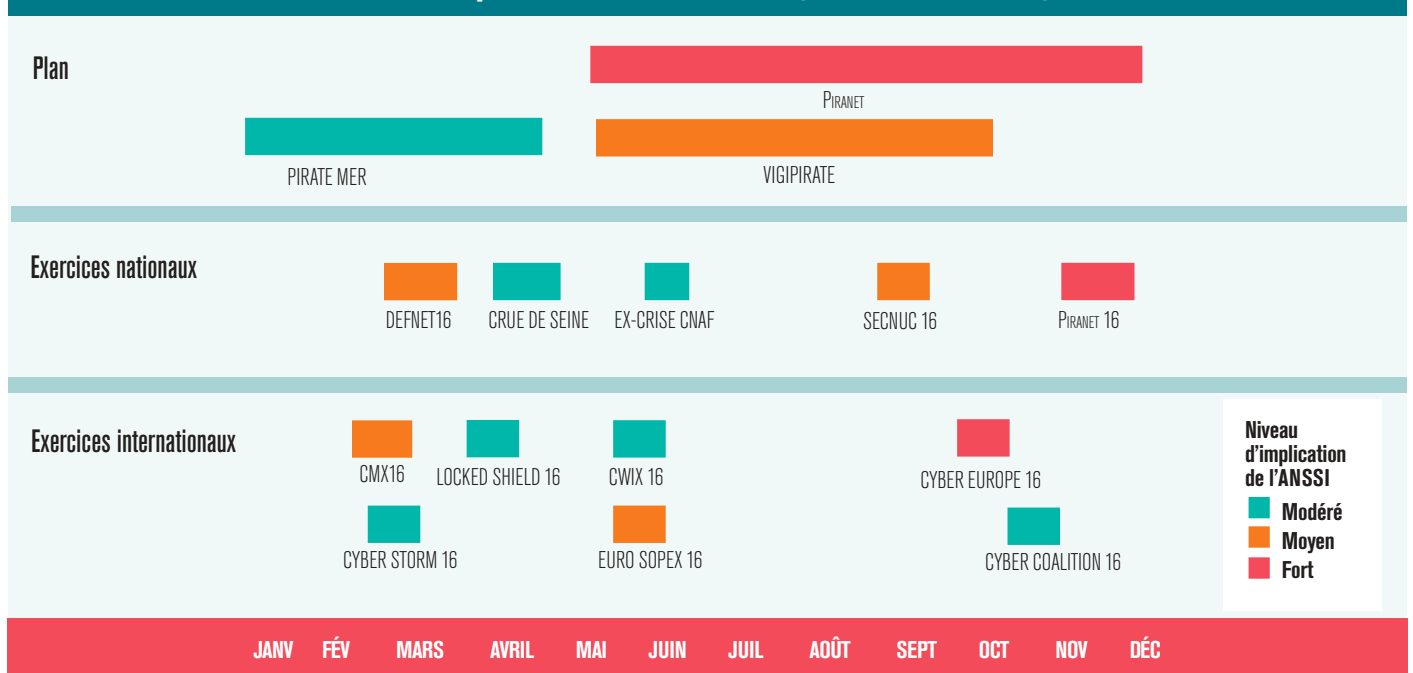 Plan
Piranet
PIRATE MER
VIGIPIRATE
Exercices nationaux
DEFNET16
CRUE DE SEINE
EX-CRISE CNAF
SECNUC 16
Piranet 16
Exercices internationaux
CMX16
LOCKED SHIELD 16
CWIX 16
CYBER EUROPE 16
CYBER STORM 16
EURO SOPEX 16
CYBER COALITION 16
Niveau
d'implication
de l'ANSSI
Modéré
Moyen
Fort
JANV FÉV MARS AVRIL MAI JUIN JUIL AOÛT SEPT OCT NOV DÉC